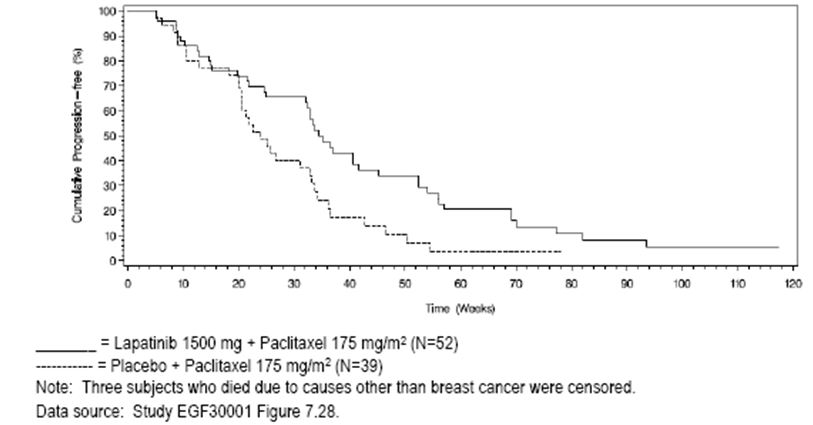 Cumulative Progression-free (%)
100
90
80
70
60
50
40
30
20
10
0
0 10 20 30 40 50 60 70 80 90 100 110 120
Time (Weeks)
________ = Lapatinib 1500 mg + Paclitaxel 175 mg/m² (N=52)
---------- = Placebo + Paclitaxel 175 mg/m² (N=39)
Note: Three subjects who died due to causes other than breast cancer were censored.
Data source: Study EGF30001 Figure 7.28.